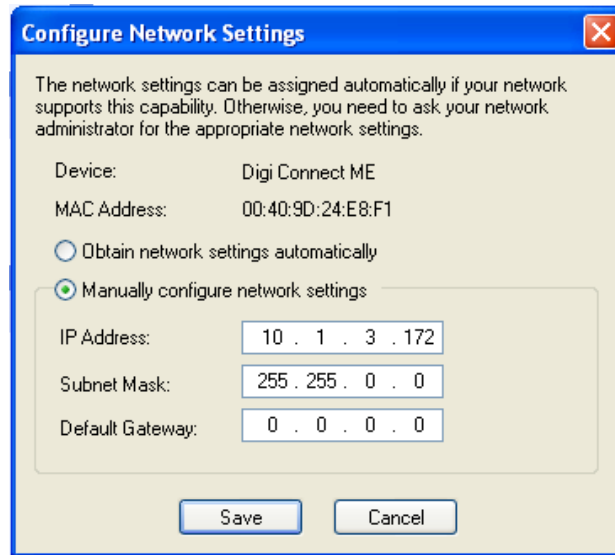 Configure Network Settings
The network settings can be assigned automatically if your network
supports this capability. Otherwise, you need to ask your network
administrator for the appropriate network settings.
Device: Digi Connect ME
MAC Address: 00:40:9D:24:E8:F1
Obtain network settings automatically
Manually configure network settings
IP Address: 10 . 1 . 3 . 172
Subnet Mask: 255 . 255 . 0 . 0
Default Gateway: 0 . 0 . 0 . 0
Save Cancel